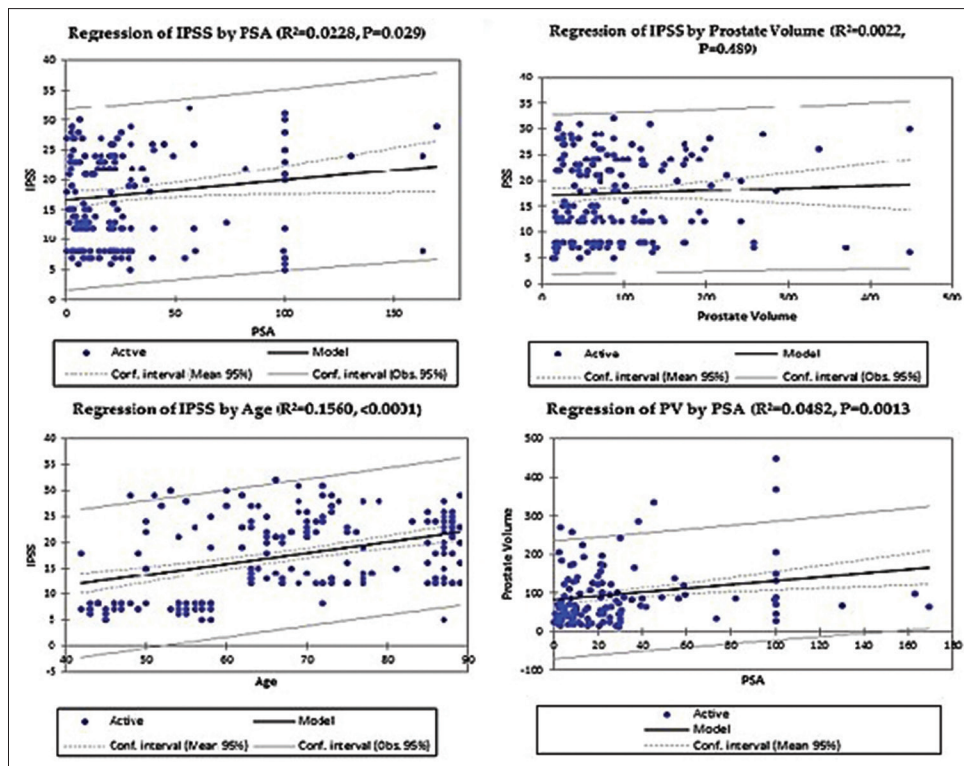 Regression of IPSS by PSA (R²=0.0228, P=0.029)
40
35
30
25
20
15
10
5
0
IPSS
0 50 100 150
PSA
Active Model
Conf. interval (Mean 95%) Conf. interval (Obs. 95%)
Regression of IPSS by Prostate Volume (R²=0.0022,
P=0.489)
40
35
30
25
20
15
10
5
0
PSS
0 100 200 300 400 500
Prostate Volume
Active Model
Conf. interval (Mean 95%) Conf. interval (Obs. 95%)
Regression of IPSS by Age (R²=0.1560, <0.0001)
40
35
30
25
20
15
10
5
0
-5
IPSS
40 50 60 70 80 90
Age
Active Model
Conf. interval (Mean 95%) Conf. interval (Obs. 95%)
Regression of PV by PSA (R²=0.0482, P=0.0013
500
400
300
200
100
0
-100
Prostate Volume
0 20 40 60 80 100 120 140 160 180
PSA
Active
Model
Conf. interval (Mean 95%)